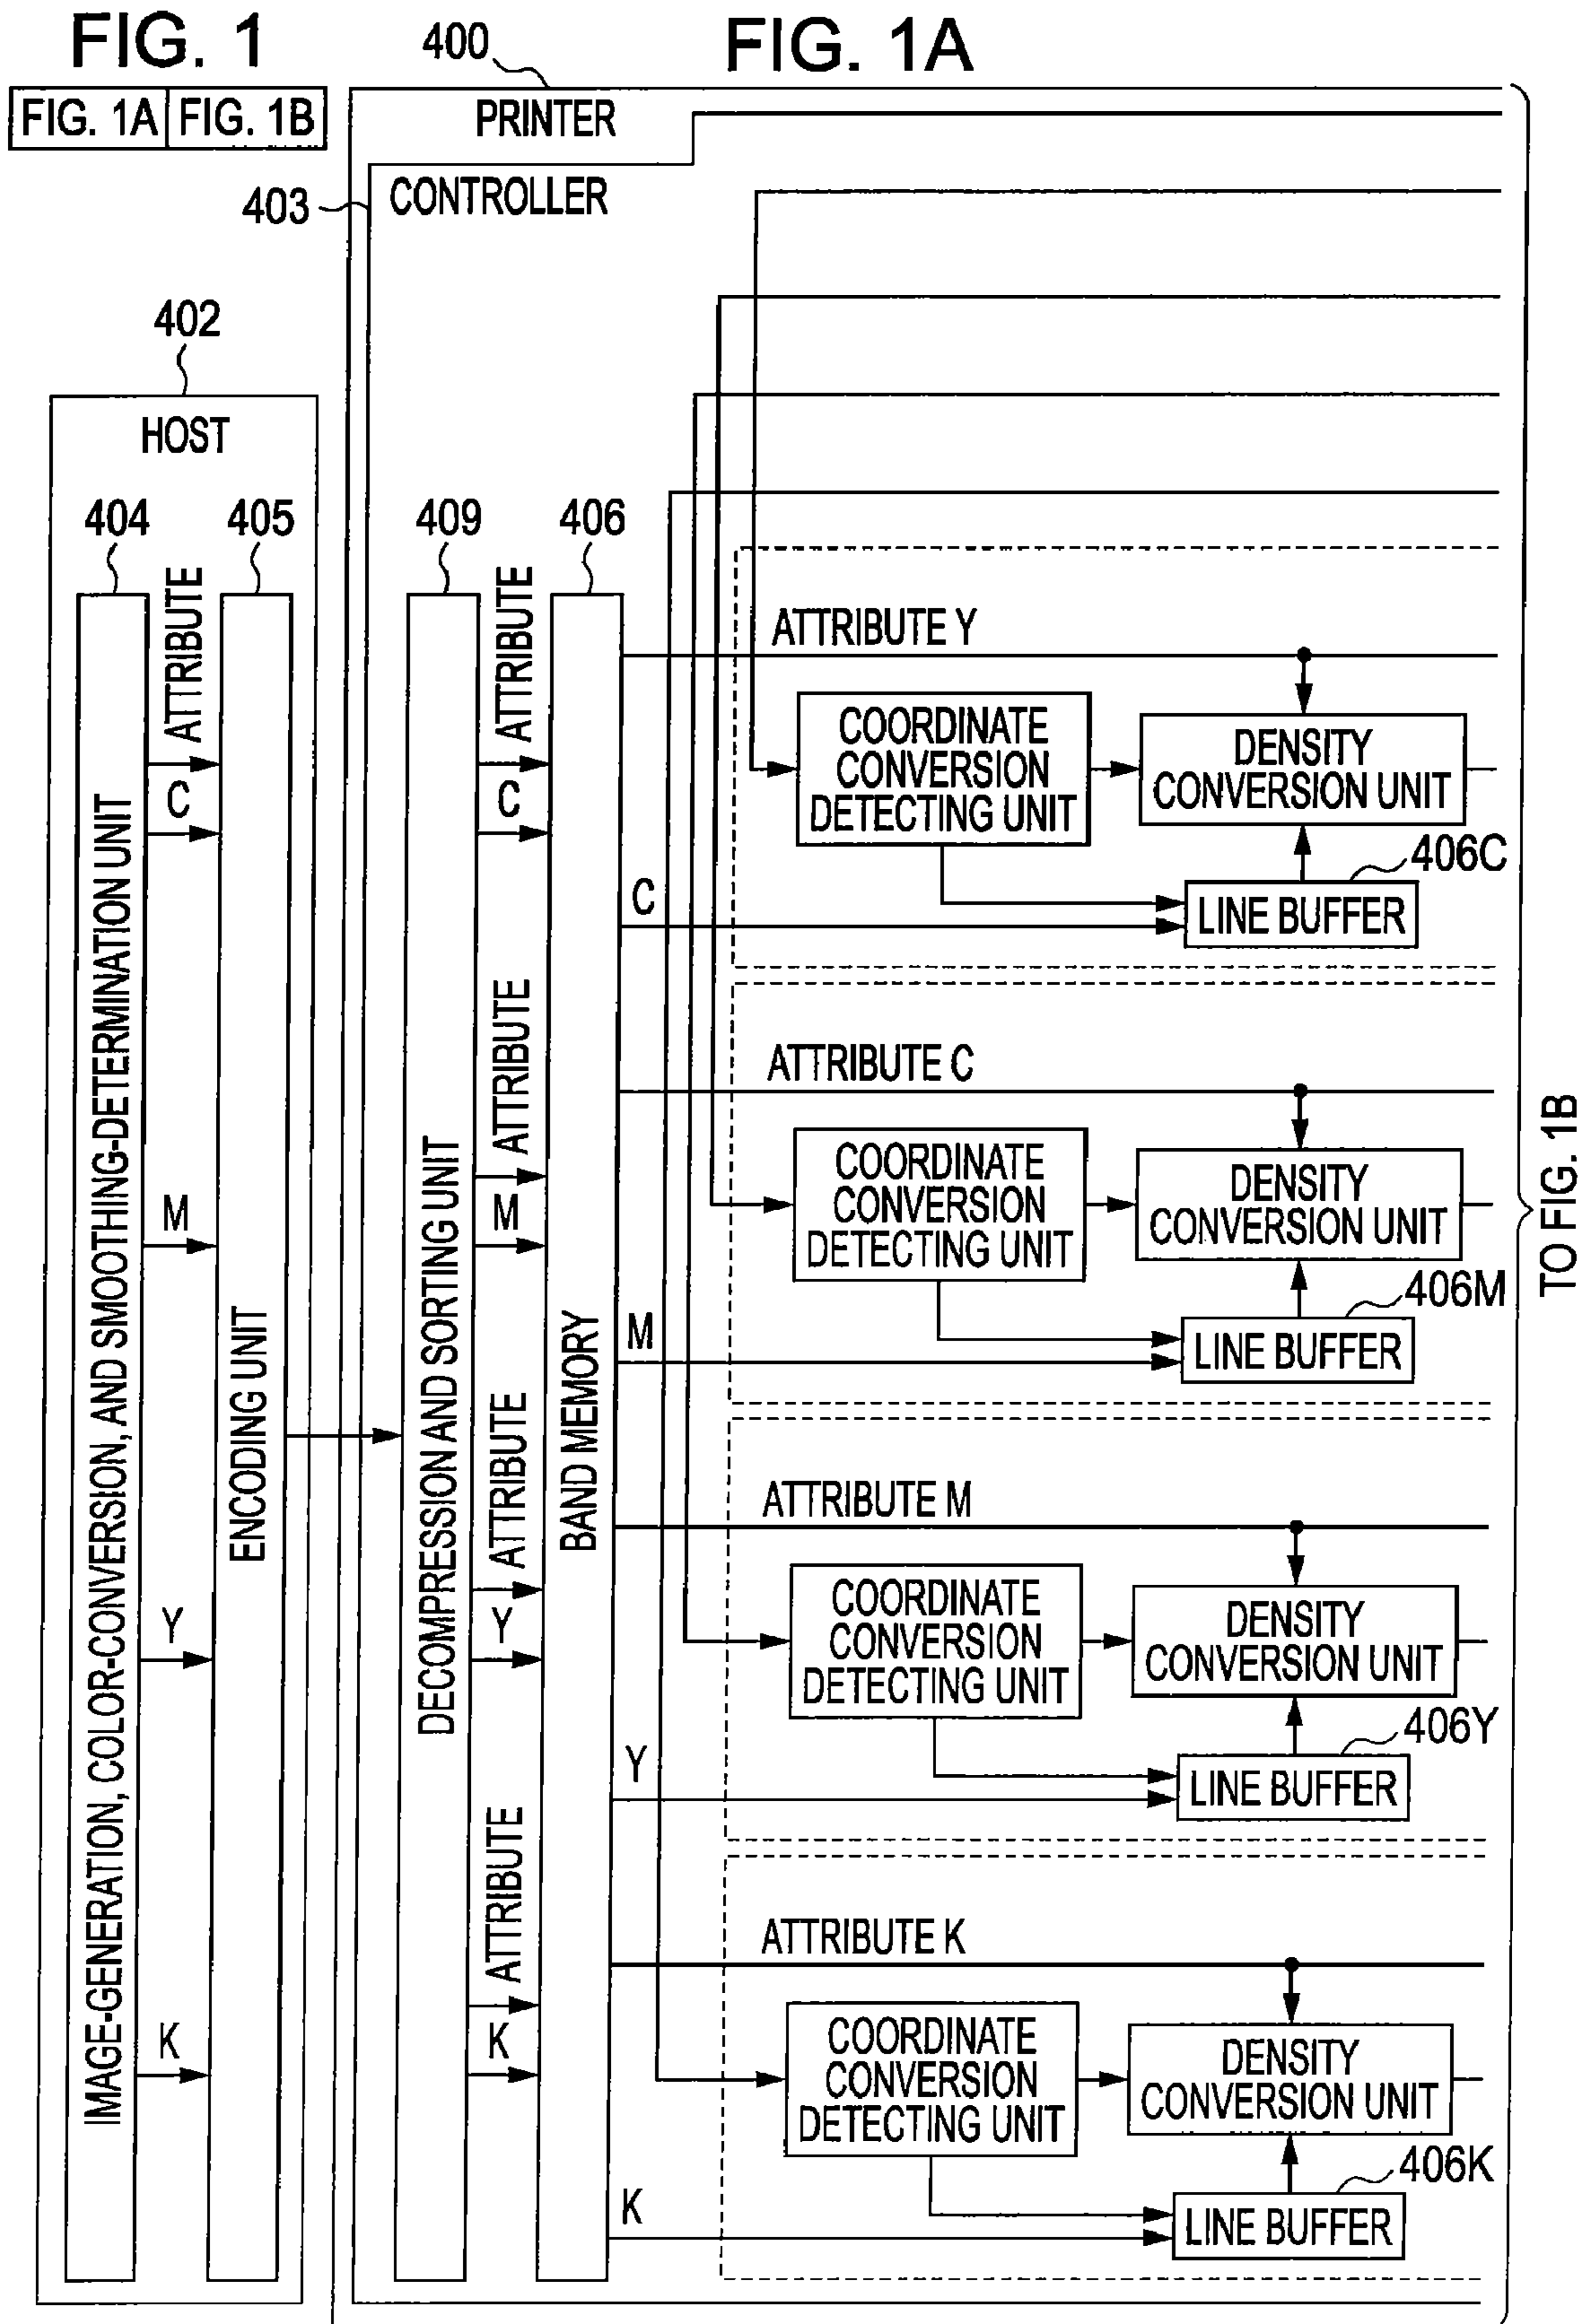 FIG. 1
FIG. 1A FIG. 1B
400
FIG. 1A
PRINTER
403
CONTROLLER
402
HOST
404
405
409
406
IMAGE-GENERATION, COLOR-CONVERSION, AND SMOOTHING-DETERMINATION UNIT
ATTRIBUTE
C
M
Y
K
ENCODING UNIT
DECOMPRESSION AND SORTING UNIT
ATTRIBUTE
C
ATTRIBUTE
M
ATTRIBUTE
Y
ATTRIBUTE
K
BAND MEMORY
ATTRIBUTE Y
COORDINATE
CONVERSION
DETECTING UNIT
DENSITY
CONVERSION UNIT
406C
C
LINE BUFFER
ATTRIBUTE C
COORDINATE
CONVERSION
DETECTING UNIT
DENSITY
CONVERSION UNIT
406M
M
LINE BUFFER
ATTRIBUTE M
COORDINATE
CONVERSION
DETECTING UNIT
DENSITY
CONVERSION UNIT
406Y
Y
LINE BUFFER
ATTRIBUTE K
COORDINATE
CONVERSION
DETECTING UNIT
DENSITY
CONVERSION UNIT
406K
K
LINE BUFFER
TO FIG. 1B